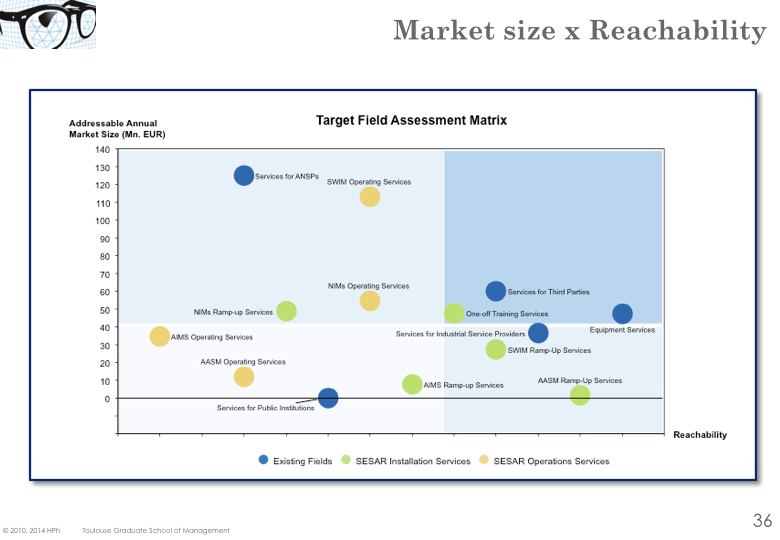 Market size x Reachability
Addressable Annual
Market Size (Mn. EUR)
Target Field Assessment Matrix
140
130
120
110
100
90
80
70
60
50
40
30
20
10
0
Services for ANSPs
SWIM Operating Services
NIMs Operating Services
Services for Third Parties
NIMs Ramp-up Services
One-off Training Services
Equipment Services
Services for Industrial Service Providers
AIMS Operating Services
SWIM Ramp-Up Services
AASM Operating Services
AIMS Ramp-up Services
AASM Ramp-Up Services
Services for Public Institutions
Reachability
Existing Fields
SESAR Installation Services
SESAR Operations Services
© 2010, 2014 HPh
Toulouse Graduate School of Management
36